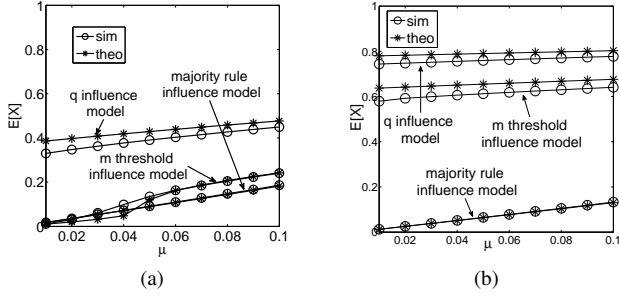 (a)
1
0.8
0.6
0.4
0.2
0
E[X]
sim
theo
q influence
model
majority rule
influence model
m threshold
influence model
0.02
0.04
0.06
0.08
0.1
μ
(a)
(b)
1
0.8
0.6
0.4
0.2
0
E[X]
sim
theo
q influence
model
m threshold
influence model
majority rule
influence model
0.02
0.04
0.06
0.08
0.1
μ
(b)